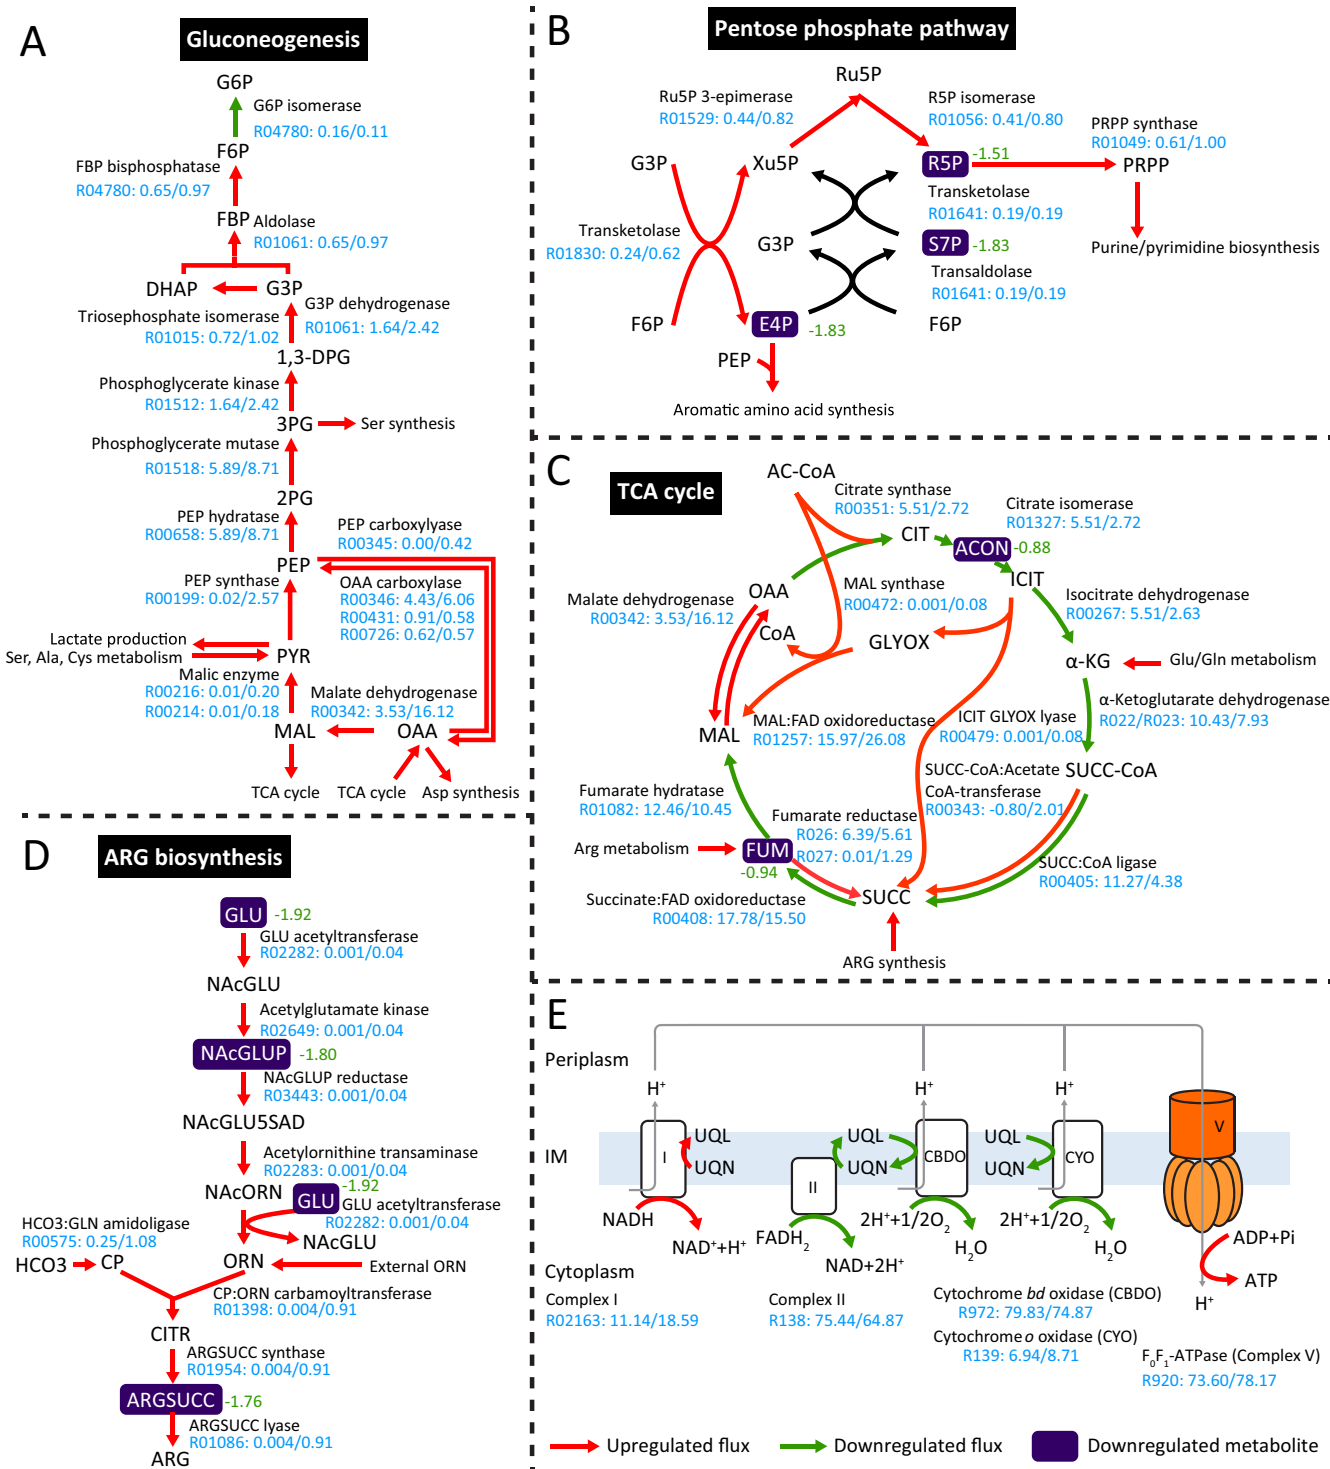 A
Gluconeogenesis
G6P
G6P isomerase
R04780: 0.16/0.11
F6P
FBP bisphosphatase
R04780: 0.65/0.97
FBP
Aldolase
R01061: 0.65/0.97
DHAP
G3P
G3P dehydrogenase
R01061: 1.64/2.42
Triosephosphate isomerase
R01015: 0.72/1.02
1,3-DPG
Phosphoglycerate kinase
R01512: 1.64/2.42
3PG
Ser synthesis
Phosphoglycerate mutase
R01518: 5.89/8.71
2PG
PEP hydratase
R00658: 5.89/8.71
PEP carboxylyase
R00345: 0.00/0.42
PEP
PEP synthase
R00199: 0.02/2.57
OAA carboxylase
R00346: 4.43/6.06
R00431: 0.91/0.58
R00726: 0.62/0.57
Lactate production
Ser, Ala, Cys metabolism
PYR
Malic enzyme
R00216: 0.01/0.20
R00214: 0.01/0.18
Malate dehydrogenase
R00342: 3.53/16.12
MAL
OAA
TCA cycle
TCA cycle
Asp synthesis
B
Pentose phosphate pathway
Ru5P
Ru5P 3-epimerase
R01529: 0.44/0.82
R5P isomerase
R01056: 0.41/0.80
PRPP synthase
R01049: 0.61/1.00
G3P
Xu5P
R5P
-1.51
PRPP
Transketolase
R01641: 0.19/0.19
Transketolase
R01830: 0.24/0.62
G3P
S7P
-1.83
Purine/pyrimidine biosynthesis
Transaldolase
R01641: 0.19/0.19
F6P
E4P
-1.83
F6P
PEP
Aromatic amino acid synthesis
C
TCA cycle
AC-CoA
Citrate synthase
R00351: 5.51/2.72
Citrate isomerase
R01327: 5.51/2.72
CIT
ACON
-0.88
ICIT
OAA
MAL synthase
R00472: 0.001/0.08
Isocitrate dehydrogenase
R00267: 5.51/2.63
Malate dehydrogenase
R00342: 3.53/16.12
CoA
GLYOX
α-KG
Glu/Gln metabolism
α-Ketoglutarate dehydrogenase
R022/R023: 10.43/7.93
MAL
MAL:FAD oxidoreductase
R01257: 15.97/26.08
ICIT GLYOX lyase
R00479: 0.001/0.08
SUCC-CoA:Acetate
CoA-transferase
R00343: -0.80/2.01
SUCC-CoA
Fumarate hydratase
R01082: 12.46/10.45
Fumarate reductase
R026: 6.39/5.61
R027: 0.01/1.29
Arg metabolism
FUM
-0.94
SUCC:CoA ligase
R00405: 11.27/4.38
Succinate:FAD oxidoreductase
R00408: 17.78/15.50
SUCC
ARG synthesis
D
ARG biosynthesis
GLU
-1.92
GLU acetyltransferase
R02282: 0.001/0.04
NAcGLU
Acetylglutamate kinase
R02649: 0.001/0.04
NAcGLUP
-1.80
NAcGLUP reductase
R03443: 0.001/0.04
NAcGLU5SAD
Acetylornithine transaminase
R02283: 0.001/0.04
NAcORN
GLU
-1.92
GLU acetyltransferase
R02282: 0.001/0.04
NAcGLU
HCO3:GLN amidoligase
R00575: 0.25/1.08
HCO3
CP
ORN
External ORN
CP:ORN carbamoyltransferase
R01398: 0.004/0.91
CITR
ARGSUCC synthase
R01954: 0.004/0.91
ARGSUCC
-1.76
ARGSUCC lyase
R01086: 0.004/0.91
ARG
E
Periplasm
H+
H+
H+
IM
I
UQL
UQN
II
UQL
UQN
CBDO
UQL
UQN
CYO
V
NADH
NAD++H+
FADH2
NAD+2H+
2H++1/2O2
H2O
2H++1/2O2
H2O
ADP+Pi
ATP
H+
Cytoplasm
Complex I
R02163: 11.14/18.59
Complex II
R138: 75.44/64.87
Cytochrome bd oxidase (CBDO)
R972: 79.83/74.87
Cytochrome o oxidase (CYO)
R139: 6.94/8.71
F0F1-ATPase (Complex V)
R920: 73.60/78.17
Upregulated flux
Downregulated flux
Downregulated metabolite